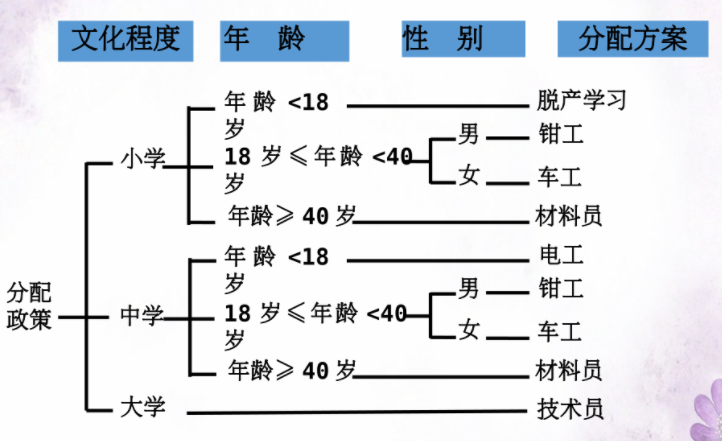 文化程度 年 龄 性 别 分配方案
年 龄 <18 岁 脱产学习
小学 18 岁≤年龄 <40 岁 男 钳工
女 车工
年龄≥ 40 岁 材料员
分配政策
中学 年 龄 <18 岁 电工
18 岁≤年龄 <40 岁 男 钳工
女 车工
年龄≥ 40 岁 材料员
大学 技术员